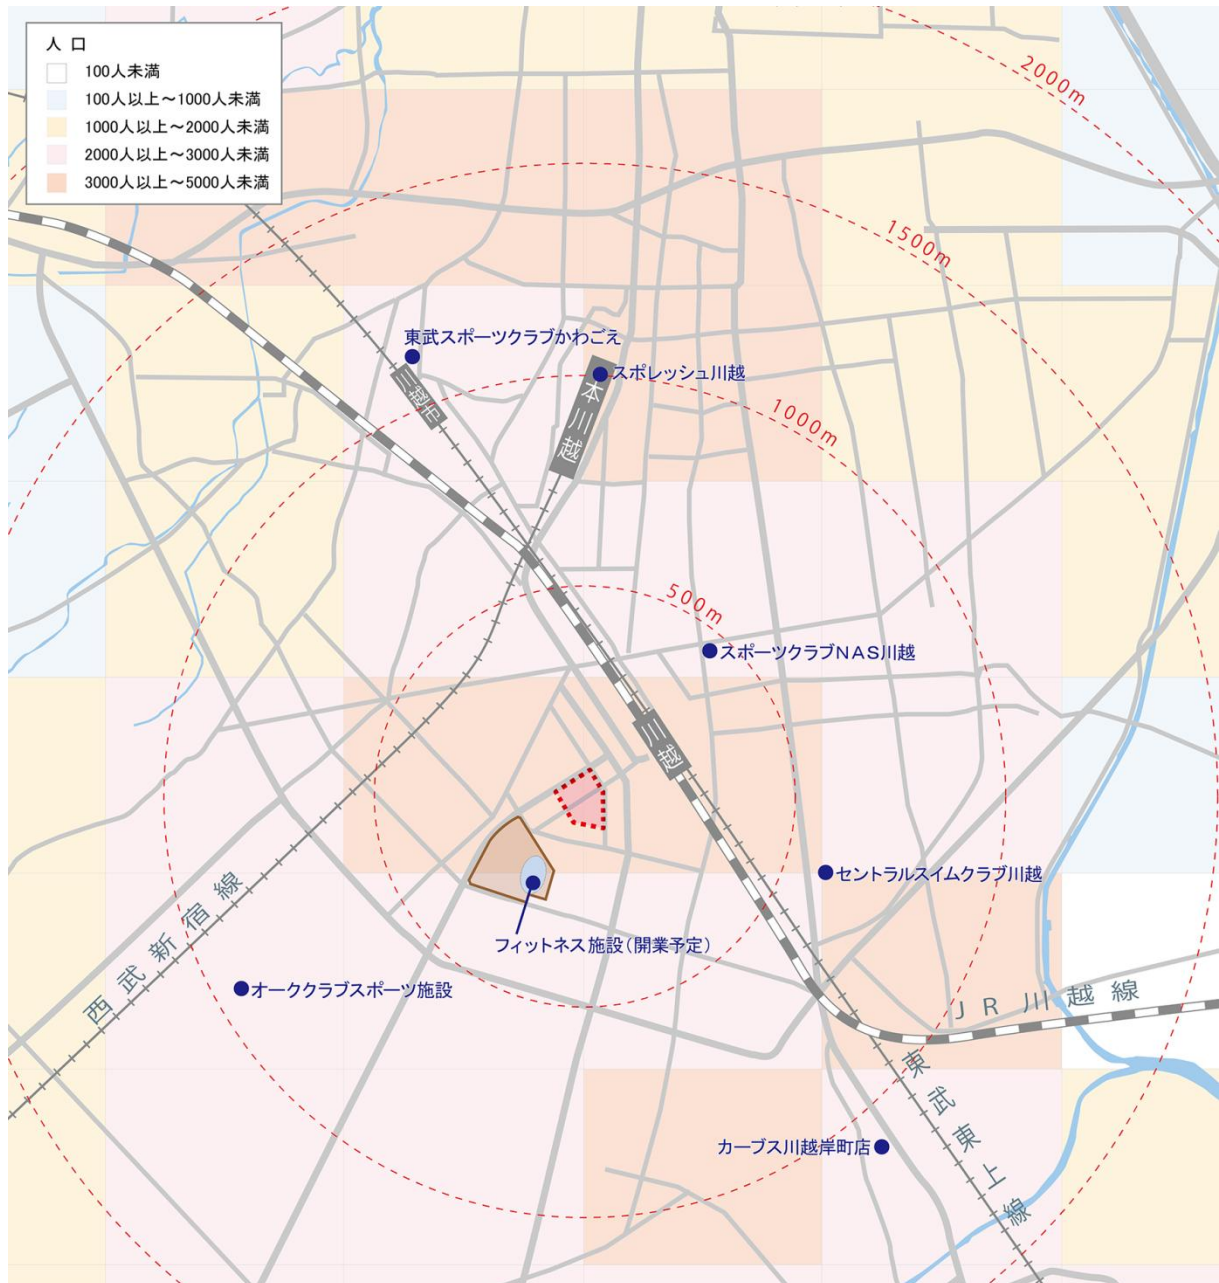 人 口
100人未満
100人以上～1000人未満
1000人以上～2000人未満
2000人以上～3000人未満
3000人以上～5000人未満
2000m
1500m
東武スポーツクラブかわごえ
スポレッシュ川越
川越市
本川越
1000m
500m
スポーツクラブNAS川越
川越
セントラルスイムクラブ川越
フィットネス施設（開業予定）
西武新宿線
オーククラブスポーツ施設
JR川越線
東武東上線
カーブス川越岸町店